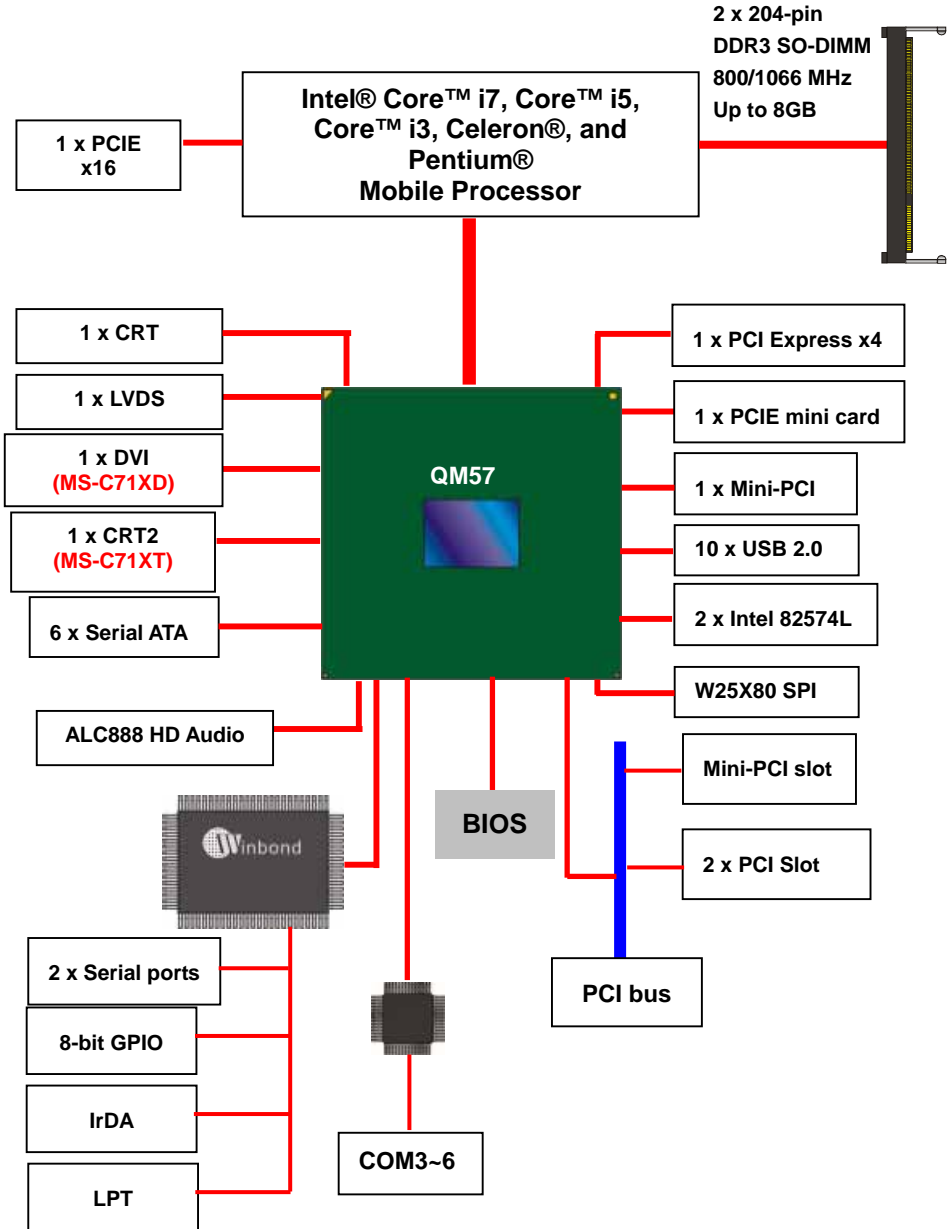 2 x 204-pin
DDR3 SO-DIMM
800/1066 MHz
Up to 8GB
Intel® Core™ i7, Core™ i5,
Core™ i3, Celeron®, and
Pentium®
Mobile Processor
1 x PCIE
x16
1 x CRT
1 x LVDS
1 x DVI
(MS-C71XD)
1 x CRT2
(MS-C71XT)
6 x Serial ATA
QM57
1 x PCI Express x4
1 x PCIE mini card
1 x Mini-PCI
10 x USB 2.0
2 x Intel 82574L
W25X80 SPI
ALC888 HD Audio
Winbond
BIOS
Mini-PCI slot
2 x PCI Slot
PCI bus
2 x Serial ports
8-bit GPIO
IrDA
LPT
COM3~6